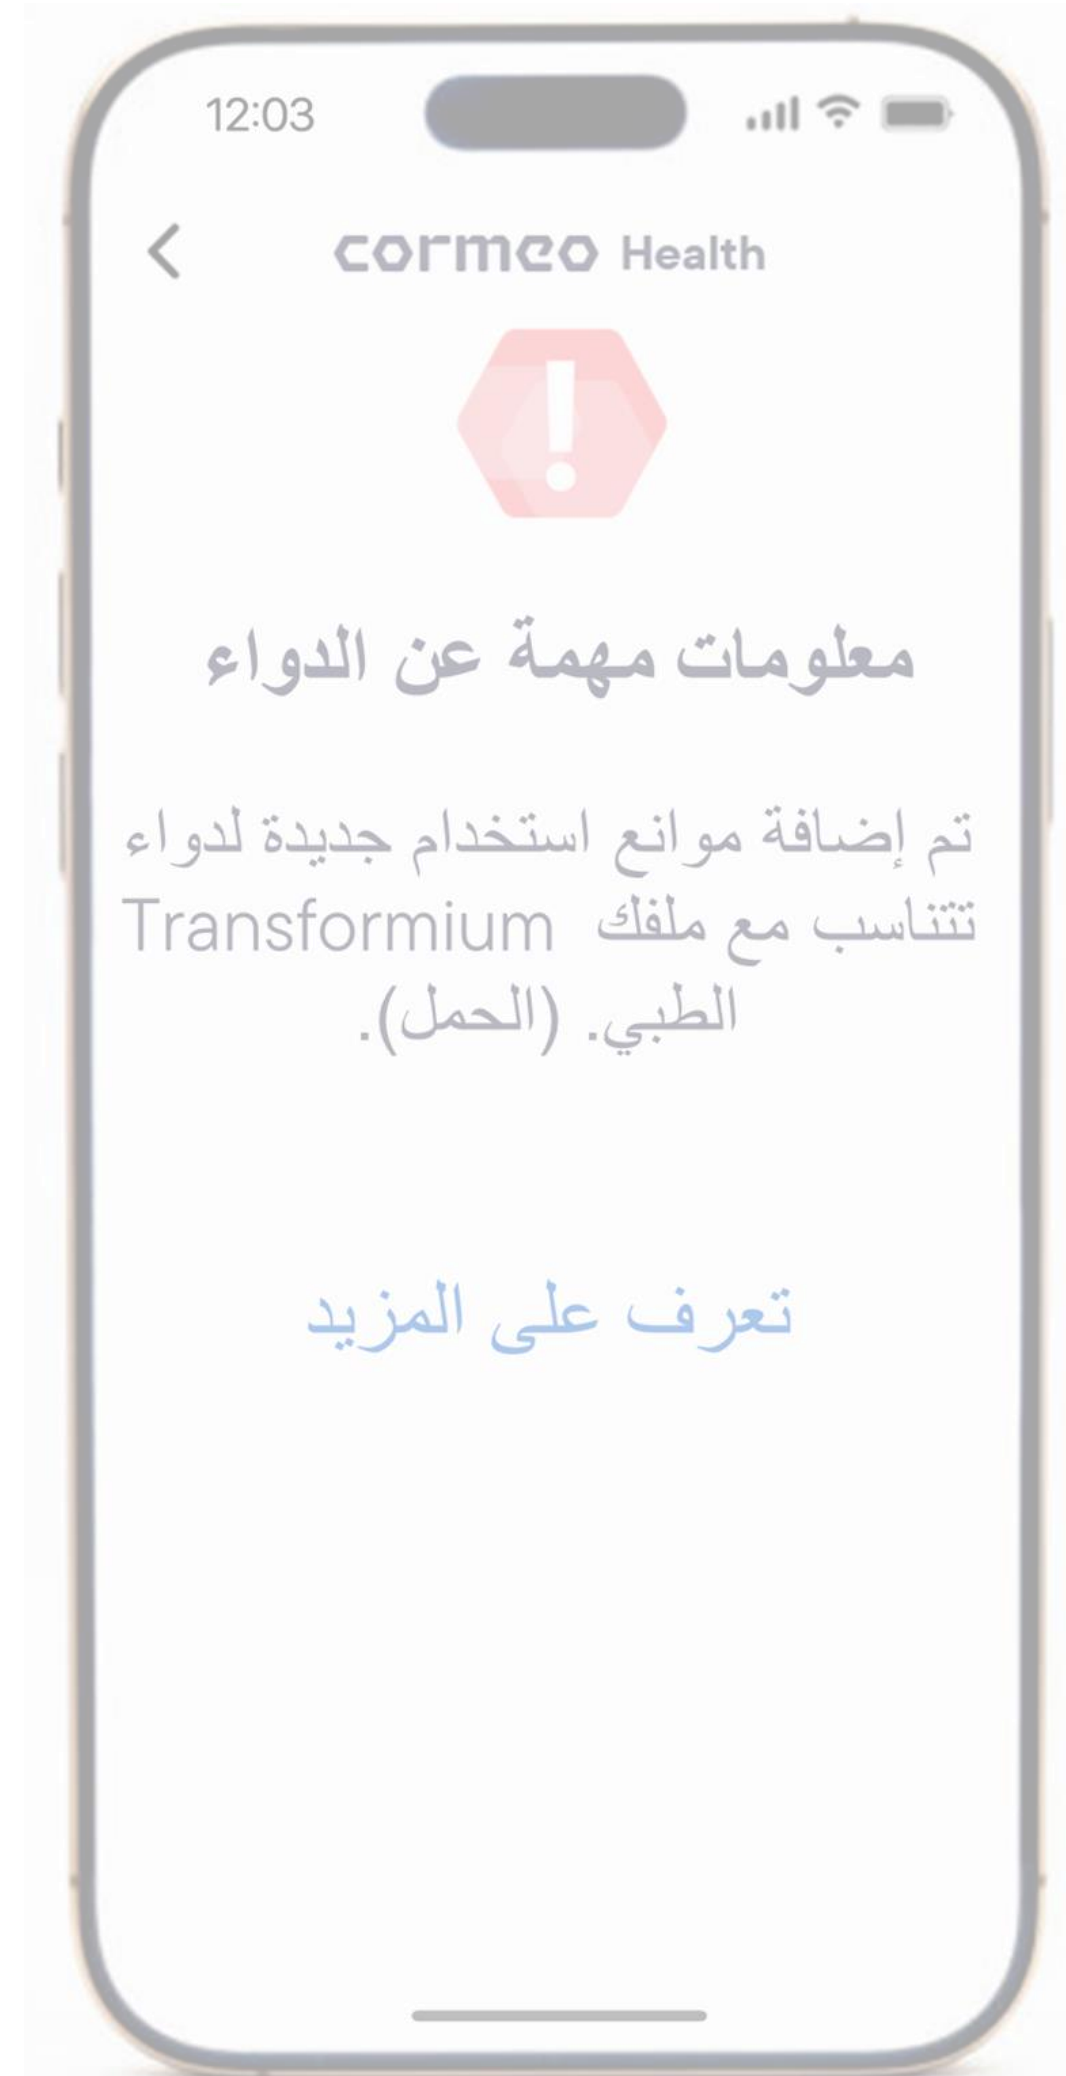 12:03
cormeo Health
معلومات مهمة عن الدواء
تم إضافة موانع استخدام جديدة لدواء
تتناسب مع ملفك Transformium
الطبي. (الحمل).
تعرف على المزيد